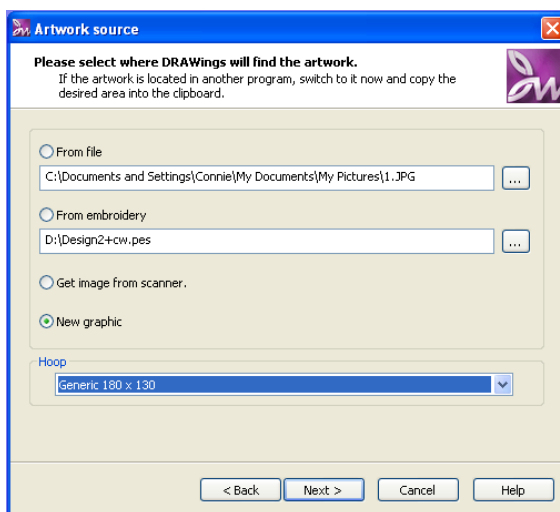 Artwork source
Please select where DRAWings will find the artwork.
If the artwork is located in another program, switch to it now and copy the
desired area into the clipboard.
From file
C:\Documents and Settings\Connie\My Documents\My Pictures\1.JPG
...
From embroidery
D:\Design2+cw.pes
...
Get image from scanner.
New graphic
Hoop
Generic 180 x 130
< Back Next > Cancel Help